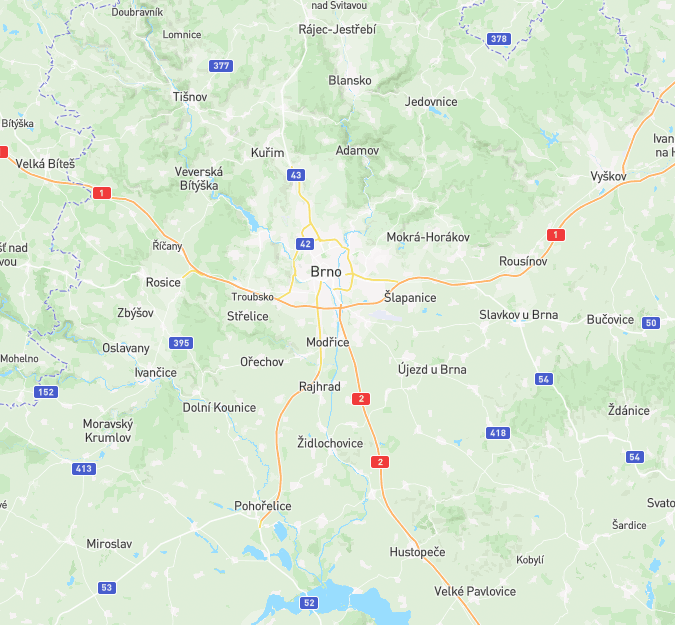 nad Svitavou
Doubravník
Lomnice
Rájec-Jestřebí
378
377
Blansko
Tišnov
Jedovnice
Bítýška
Ivan
na H
Kuřim
Adamov
1
Velká Bíteš
43
Veverská
Bítýška
Vyškov
1
42
Mokrá-Horákov
1
Říčany
šť nad
vou
Brno
Rousínov
Rosice
Troubsko
Šlapanice
Zbýšov
Střelice
Slavkov u Brna
Bučovice
50
395
Modřice
Oslavany
Mohelno
Ořechov
Ivančice
Újezd u Brna
54
Rajhrad
152
2
Dolní Kounice
Ždánice
Moravský
Krumlov
418
Židlochovice
54
413
2
vé
Pohořelice
Svato
Šardice
Miroslav
Hustopeče
Kobylí
53
52
Velké Pavlovice